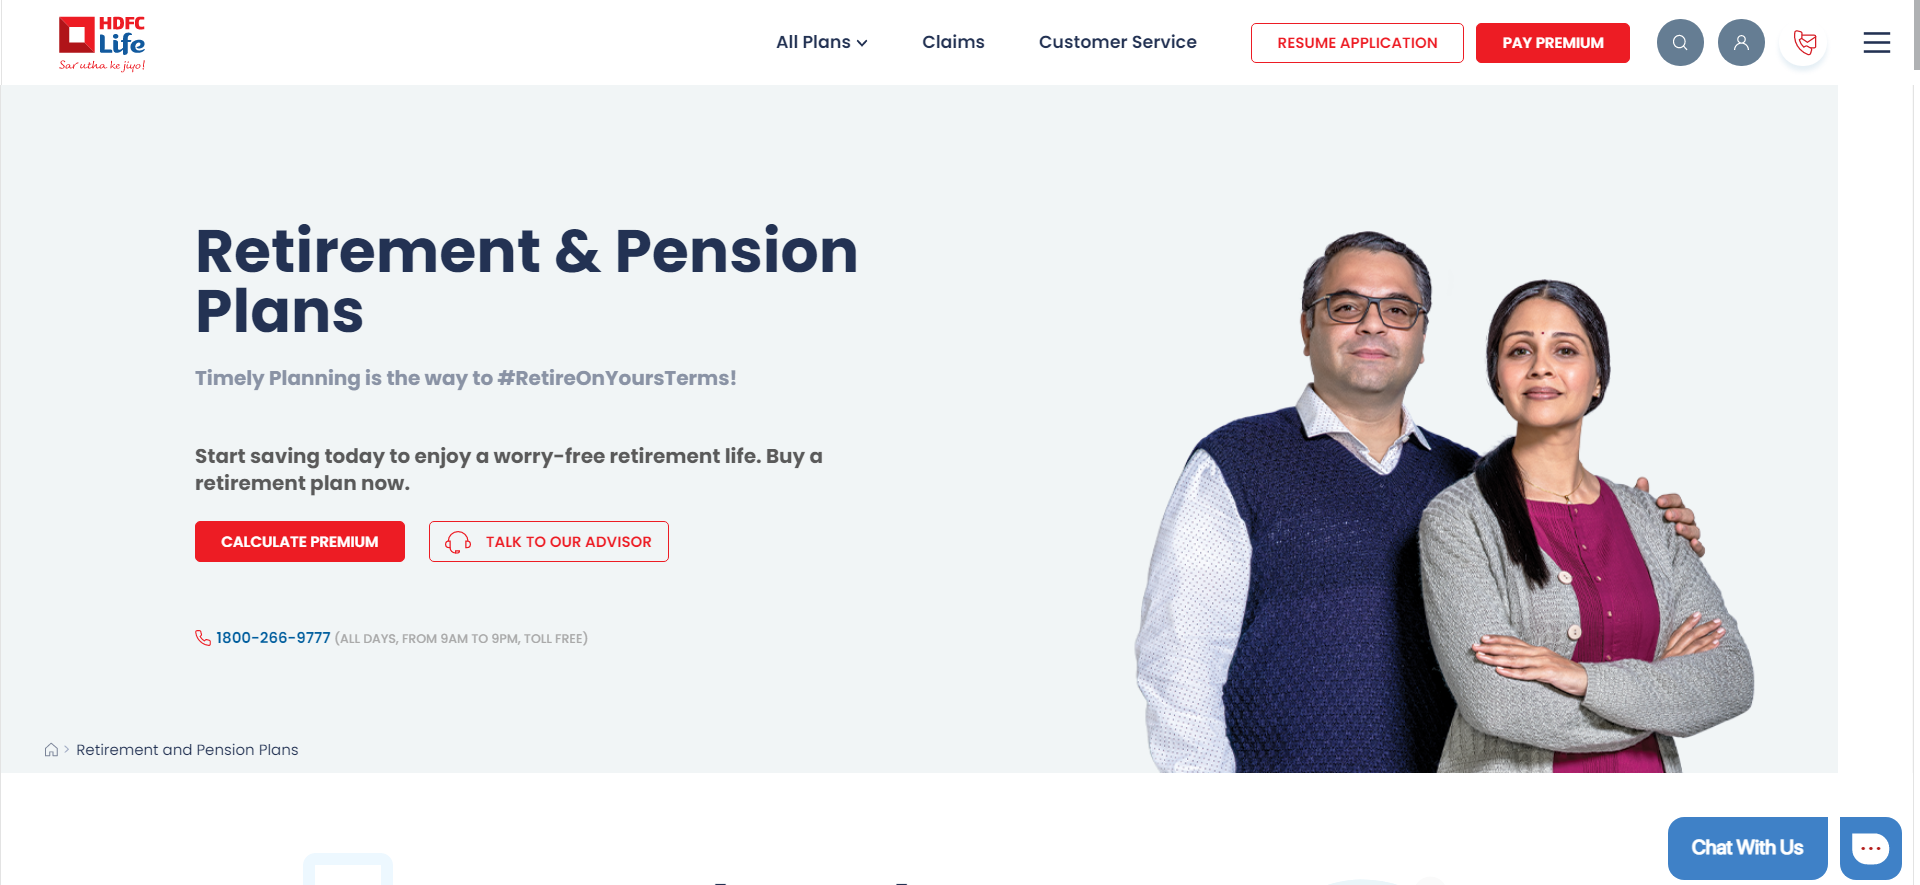 HDFC
Life
Sar utha ke jiyo!
All Plans
Claims
Customer Service
RESUME APPLICATION
PAY PREMIUM
Retirement & Pension
Plans
Timely Planning is the way to #RetireOnYoursTerms!
Start saving today to enjoy a worry-free retirement life. Buy a
retirement plan now.
CALCULATE PREMIUM
TALK TO OUR ADVISOR
1800-266-9777 (ALL DAYS, FROM 9AM TO 9PM, TOLL FREE)
Retirement and Pension Plans
Chat With Us